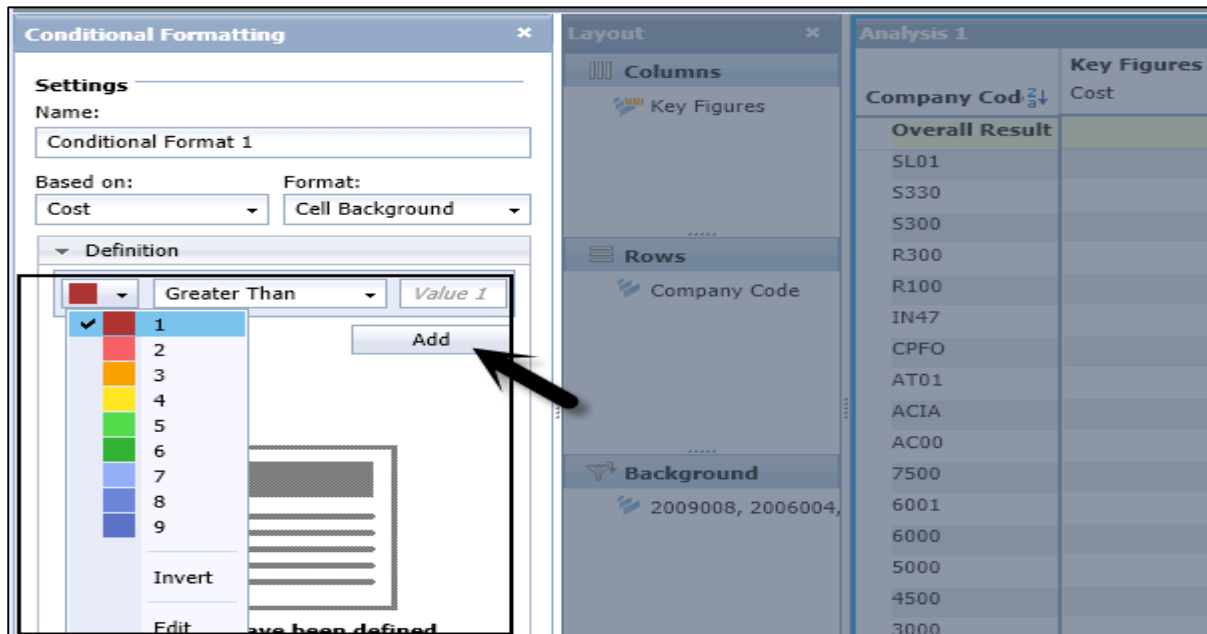 Conditional Formatting
Settings
Name:
Conditional Format 1
Based on:
Format:
Cost
Cell Background
Definition
Greater Than
Value 1
Add
1
2
3
4
5
6
7
8
9
Invert
Edit
have been defined
Layout
Columns
Key Figures
Rows
Company Code
Background
2009008, 2006004,
Analysis 1
Key Figures
Company Cod
Cost
Overall Result
SL01
S330
S300
R300
R100
IN47
CPFO
AT01
ACIA
AC00
7500
6001
6000
5000
4500
3000